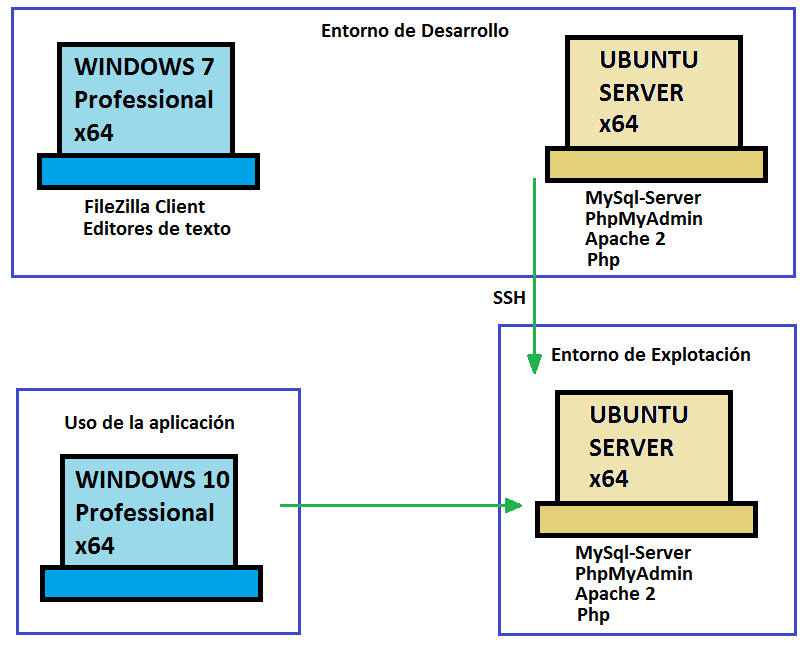 Entorno de Desarrollo
WINDOWS 7
Professional
x64
FileZilla Client
Editores de texto
UBUNTU
SERVER
x64
MySql-Server
PhpMyAdmin
Apache 2
Php
SSH
Entorno de Explotación
UBUNTU
SERVER
x64
MySql-Server
PhpMyAdmin
Apache 2
Php
Uso de la aplicación
WINDOWS 10
Professional
x64